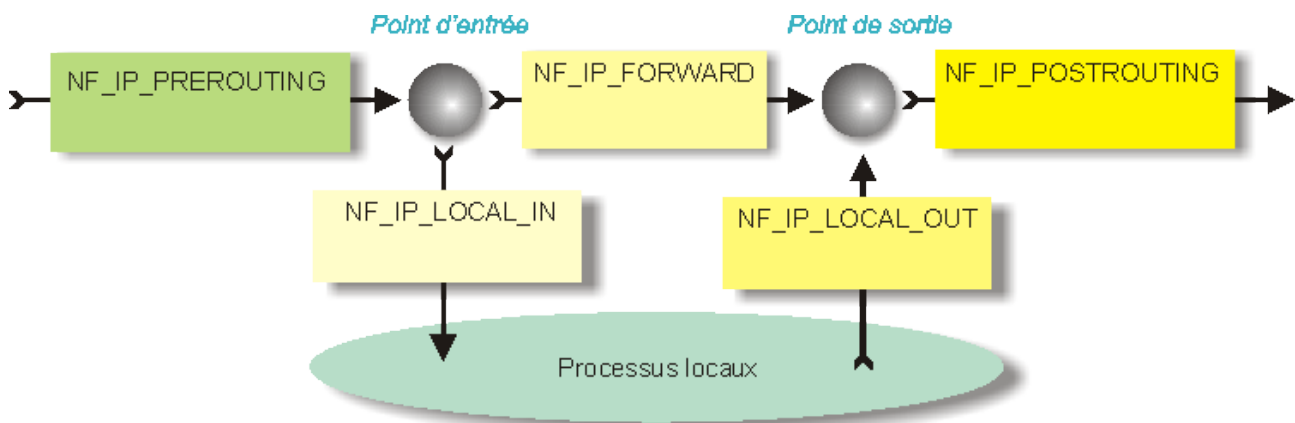 Point d'entrée
Point de sortie
NF_IP_PREROUTING
NF_IP_FORWARD
NF_IP_POSTROUTING
NF_IP_LOCAL_IN
NF_IP_LOCAL_OUT
Processus locaux